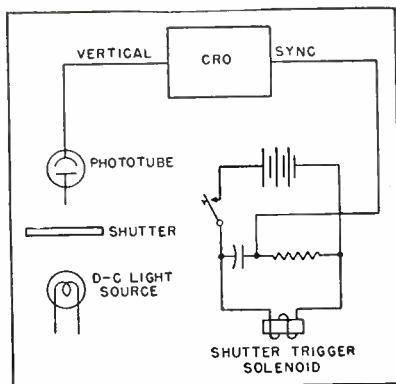 VERTICAL
CRO
SYNC
PHOTOTUBE
SHUTTER
D-C LIGHT
SOURCE
SHUTTER TRIGGER
SOLENOID